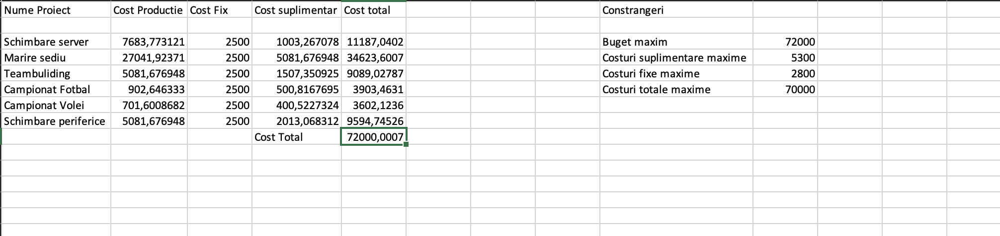 Nume Proiect Cost Productie Cost Fix Cost suplimentar Cost total Constrangeri
Schimbare server 7683,773121 2500 1003,267078 11187,0402 Buget maxim 72000
Marire sediu 27041,92371 2500 5081,676948 34623,6007 Costuri suplimentare maxime 5300
Teambuliding 5081,676948 2500 1507,350925 9089,02787 Costuri fixe maxime 2800
Campionat Fotbal 902,646333 2500 500,8167695 3903,4631 Costuri totale maxime 70000
Campionat Volei 701,6008682 2500 400,5227324 3602,1236
Schimbare periferice 5081,676948 2500 2013,068312 9594,74526
Cost Total 72000,0007